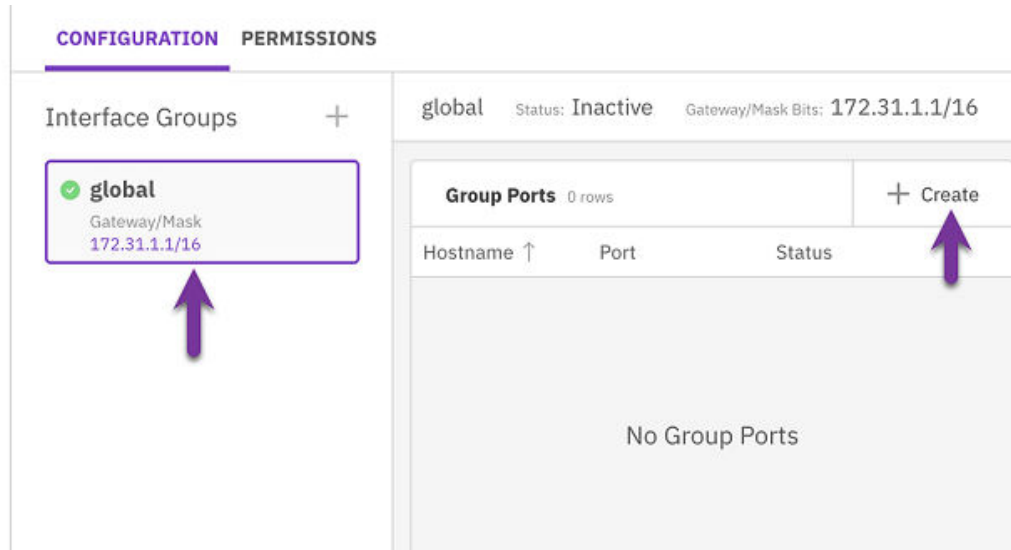 CONFIGURATION PERMISSIONS
Interface Groups
global
Gateway/Mask
172.31.1.1/16
global Status: Inactive Gateway/Mask Bits: 172.31.1.1/16
Group Ports 0 rows
+ Create
Hostname ↑ Port Status
No Group Ports